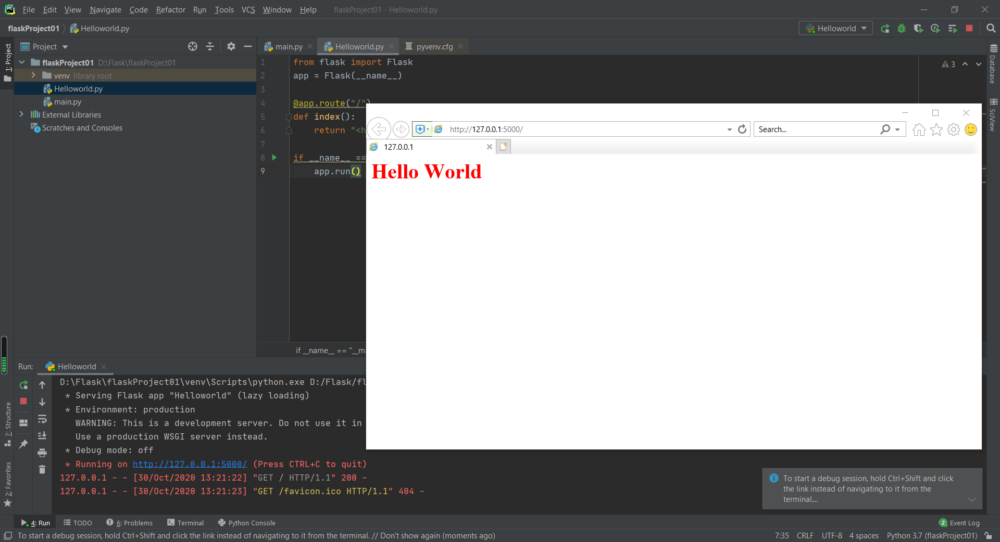 File Edit View Navigate Code Refactor Run Tools VCS Window Help flaskProject01 - Helloworld.py
flaskProject01 Helloworld.py
Helloworld
1: Project
Project
flaskProject01 D:\Flask\flaskProject01
venv library root
Helloworld.py
main.py
External Libraries
Scratches and Consoles
main.py Helloworld.py pyvenv.cfg
1 from flask import Flask
2 app = Flask(__name__)
3
4 @app.route("/")
5 def index():
6 return "<h
7
8 if __name__ ==
9 app.run()
3
Database
SciView
if __name__ == "__ma
http://127.0.0.1:5000/
Search...
127.0.0.1
Hello World
Run: Helloworld
D:\Flask\flaskProject01\venv\Scripts\python.exe D:/Flask/fl
* Serving Flask app "Helloworld" (lazy loading)
* Environment: production
WARNING: This is a development server. Do not use it in
Use a production WSGI server instead.
* Debug mode: off
* Running on http://127.0.0.1:5000/ (Press CTRL+C to quit)
127.0.0.1 - - [30/Oct/2020 13:21:22] "GET / HTTP/1.1" 200 -
127.0.0.1 - - [30/Oct/2020 13:21:23] "GET /favicon.ico HTTP/1.1" 404 -
7: Structure
2: Favorites
To start a debug session, hold Ctrl+Shift and click
the link instead of navigating to it from the
terminal....
4: Run TODO 6: Problems Terminal Python Console
2 Event Log
To start a debug session, hold Ctrl+Shift and click the link instead of navigating to it from the terminal. // Don't show again (moments ago)
7:35 CRLF UTF-8 4 spaces Python 3.7 (flaskProject01)